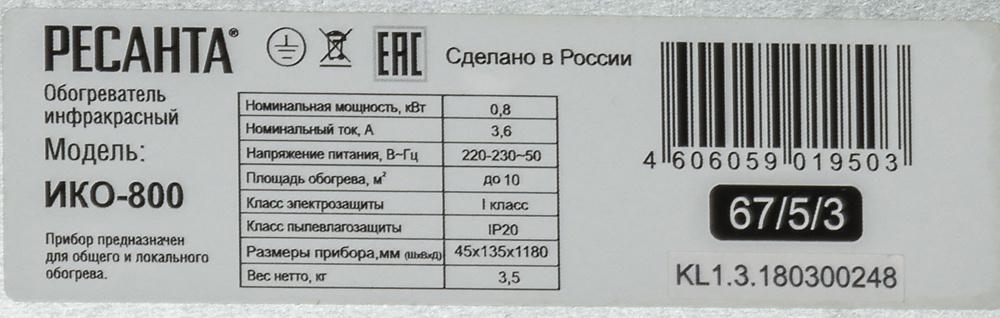 РЕСАНТА®
Обогреватель
инфракрасный
Модель:
ИКО-800
Прибор предназначен
для общего и локального
обогрева.
EAC Сделано в России
Номинальная мощность, кВт 0,8
Номинальный ток, А 3,6
Напряжение питания, В~Гц 220-230~50
Площадь обогрева, м² до 10
Класс электрозащиты I класс
Класс пылевлагозащиты IP20
Размеры прибора,мм (ШхВхД) 45х135х1180
Вес нетто, кг 3,5
4 606059 019503
67/5/3
KL1.3.180300248